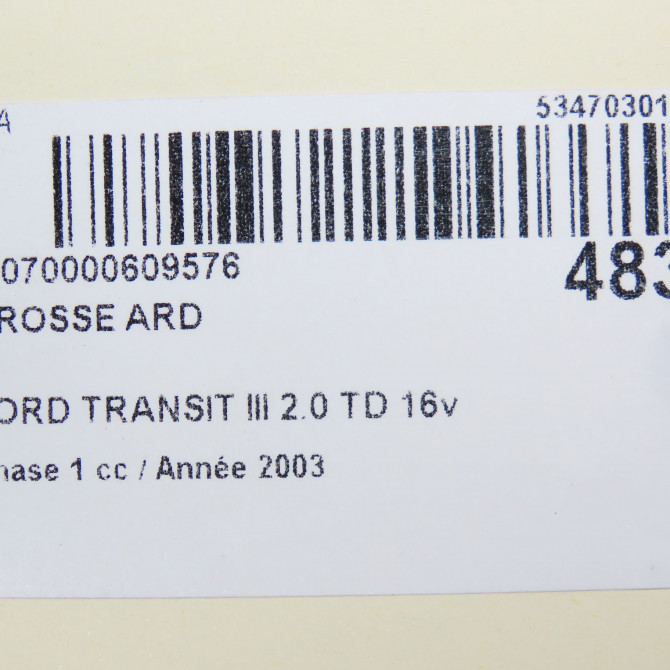 A 53470301
070000609576 483
ROSSE ARD
ORD TRANSIT III 2.0 TD 16v
hase 1 cc / Année 2003